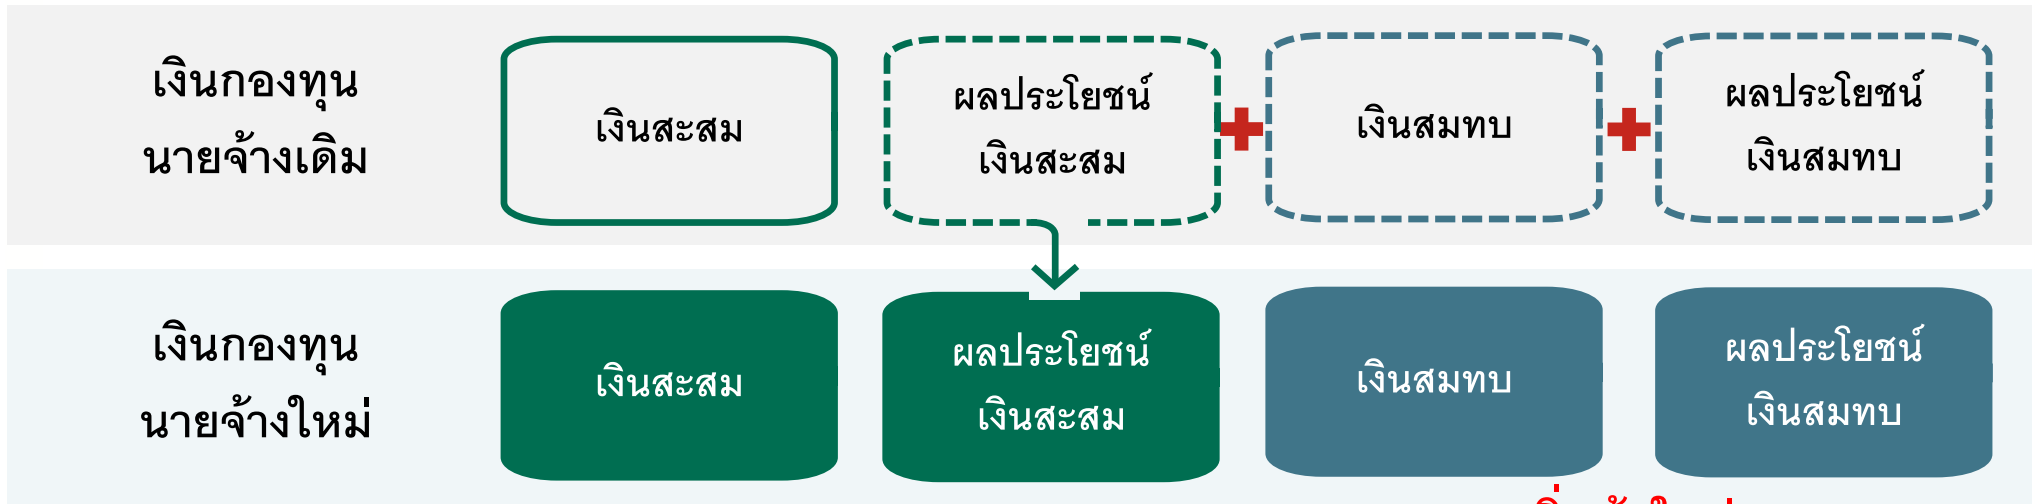 เงินกองทุน
นายจ้างเดิม
เงินสะสม
ผลประโยชน์
เงินสะสม
เงินสมทบ
ผลประโยชน์
เงินสมทบ
เงินกองทุน
นายจ้างใหม่
เงินสะสม
ผลประโยชน์
เงินสะสม
เงินสมทบ
ผลประโยชน์
เงินสมทบ